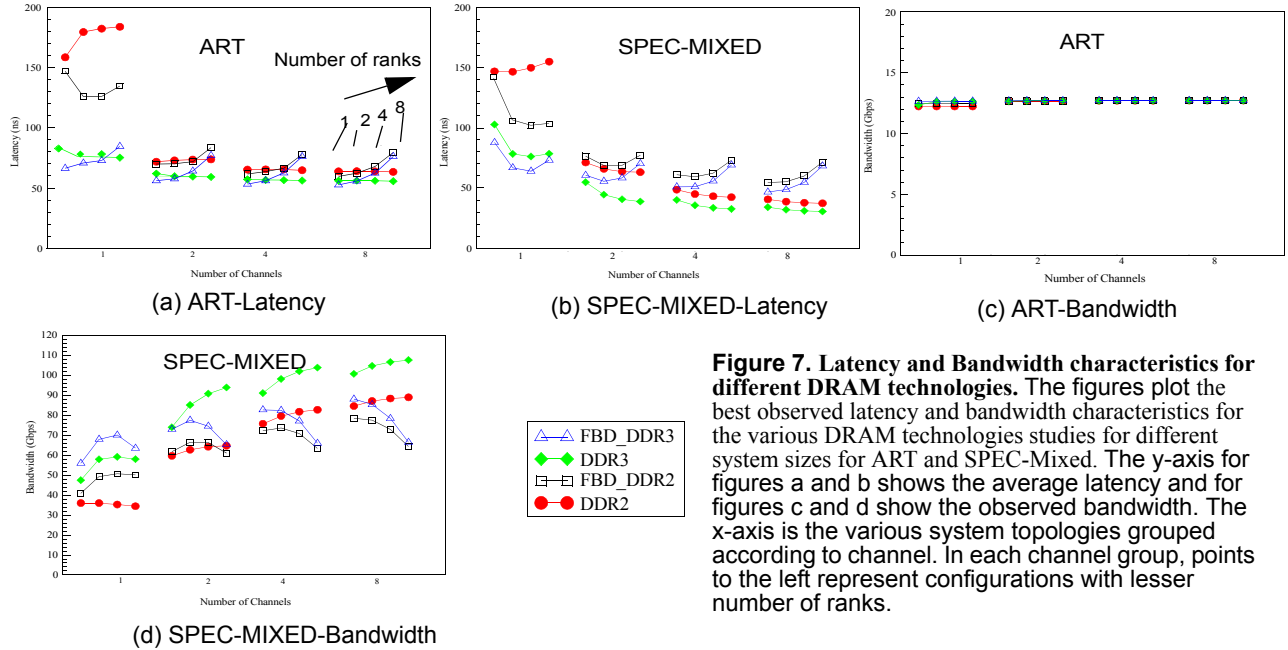 200
150
100
50
0
Latency (ns)
ART
Number of ranks
1
2
4
8
1
2
4
8
Number of Channels
(a) ART-Latency
200
150
100
50
0
Latency (ns)
SPEC-MIXED
1
2
4
8
Number of Channels
(b) SPEC-MIXED-Latency
20
16
12
8
4
0
Bandwidth (Gbps)
ART
1
2
4
8
Number of Channels
(c) ART-Bandwidth
120
110
100
90
80
70
60
50
40
30
20
10
0
Bandwidth (Gbps)
SPEC-MIXED
1
2
4
8
Number of Channels
(d) SPEC-MIXED-Bandwidth
FBD_DDR3
DDR3
FBD_DDR2
DDR2
Figure 7. Latency and Bandwidth characteristics for
different DRAM technologies. The figures plot the
best observed latency and bandwidth characteristics for
the various DRAM technologies studies for different
system sizes for ART and SPEC-Mixed. The y-axis for
figures a and b shows the average latency and for
figures c and d show the observed bandwidth. The
x-axis is the various system topologies grouped
according to channel. In each channel group, points
to the left represent configurations with lesser
number of ranks.